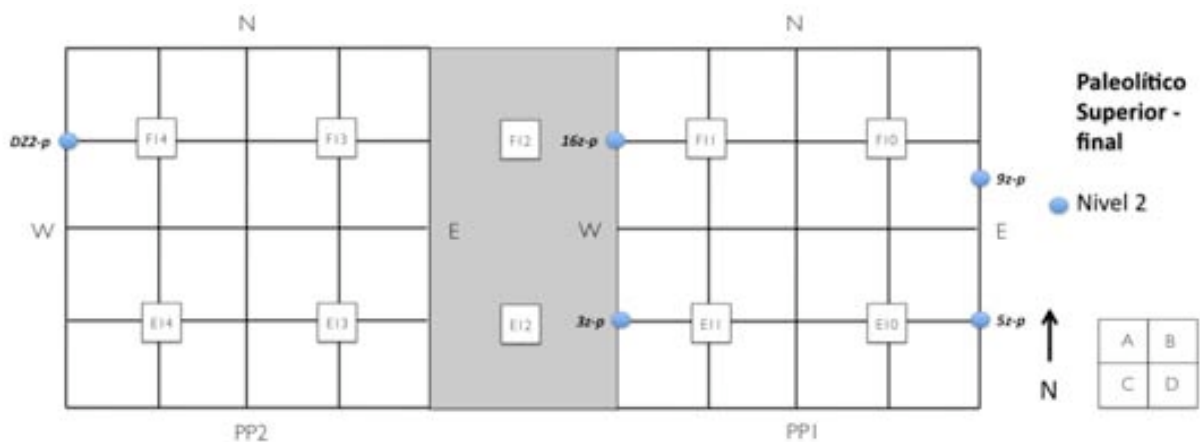 N
N
Paleolítico
Superior -
final
DZ2-p
F14
F13
F12
16z-p
F11
F10
9z-p
Nivel 2
W
E
W
E
E14
E13
E12
3z-p
E11
E10
5z-p
A B
C D
N
PP2
PP1